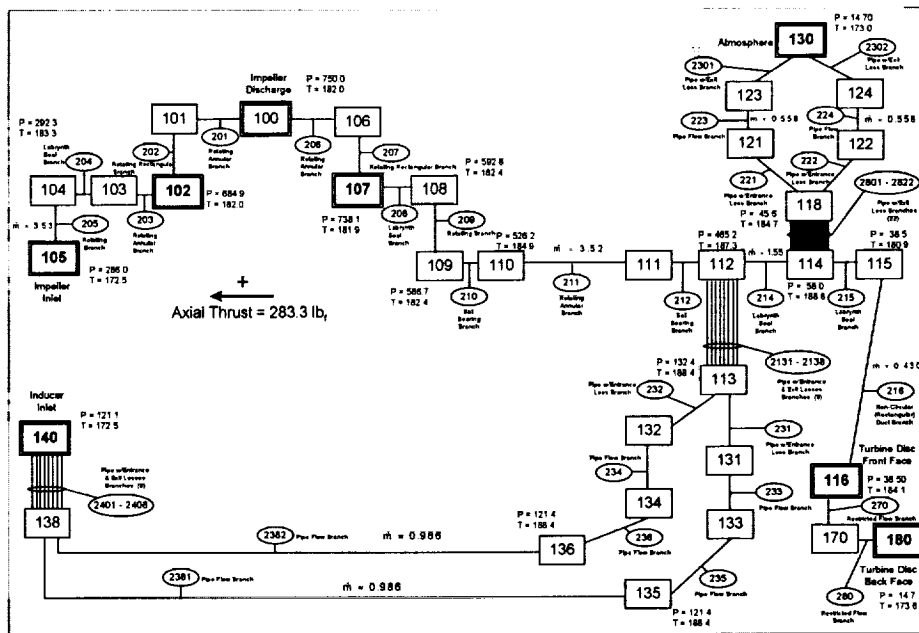 Atmosphere
130
P = 14.70
T = 173.0
2301
Pipe w/Exit
Loss Branch
2302
Pipe w/Exit
Loss Branch
123
124
ṁ = 0.558
ṁ = 0.558
223
Pipe Flow Branch
224
Pipe Flow
Branch
121
122
221
Pipe w/Entrance
Loss Branch
222
Pipe w/Entrance
Loss Branch
118
P = 45.6
T = 184.7
2801 - 2822
Pipe w/Exit
Loss Branches
(22)
Impeller
Discharge
P = 750.0
T = 182.0
101
100
106
201
Rotating
Annular
Branch
206
Rotating
Annular
Branch
P = 292.3
T = 183.3
204
Labrynth
Seal
Branch
202
Rotating Rectangular
Branch
207
Rotating Rectangular Branch
104
103
102
P = 684.9
T = 182.0
203
Rotating
Annular
Branch
107
P = 738.1
T = 181.9
108
P = 592.8
T = 182.4
208
Labrynth
Seal
Branch
ṁ = 3.53
205
Rotating
Branch
105
Impeller
Inlet
P = 286.0
T = 172.5
209
Rotating Branch
+
Axial Thrust = 283.3 lbf
109
110
P = 526.2
T = 184.9
P = 586.7
T = 182.4
210
Ball
Bearing
Branch
ṁ = 3.52
211
Rotating
Annular
Branch
111
112
P = 465.2
T = 187.3
212
Ball
Bearing
Branch
ṁ = 1.55
214
Labrynth
Seal
Branch
114
P = 58.0
T = 188.8
215
Labrynth
Seal
Branch
115
P = 38.5
T = 180.9
2131 - 2138
Pipe w/Entrance
& Exit Losses
Branches
P = 132.4
T = 188.4
113
ṁ = 0.430
216
Non-Circular
(Rectangular)
Duct Branch
232
Pipe w/Entrance
Loss Branch
132
231
Pipe w/Entrance
Loss Branch
131
Pipe Flow Branch
234
134
233
Pipe Flow
Branch
133
236
Pipe Flow
Branch
P = 121.4
T = 188.4
136
235
Pipe Flow
Branch
135
P = 121.4
T = 188.4
Inducer
Inlet
P = 121.1
T = 172.5
140
Pipe w/Entrance
& Exit Losses
Branches
138
2382
Pipe Flow Branch
ṁ = 0.986
2381
Pipe Flow Branch
ṁ = 0.986
Turbine Disc
Front Face
116
P = 38.50
T = 184.1
270
Restricted Flow Branch
170
180
Turbine Disc
Back Face
P = 14.7
280
Restricted Flow
Branch